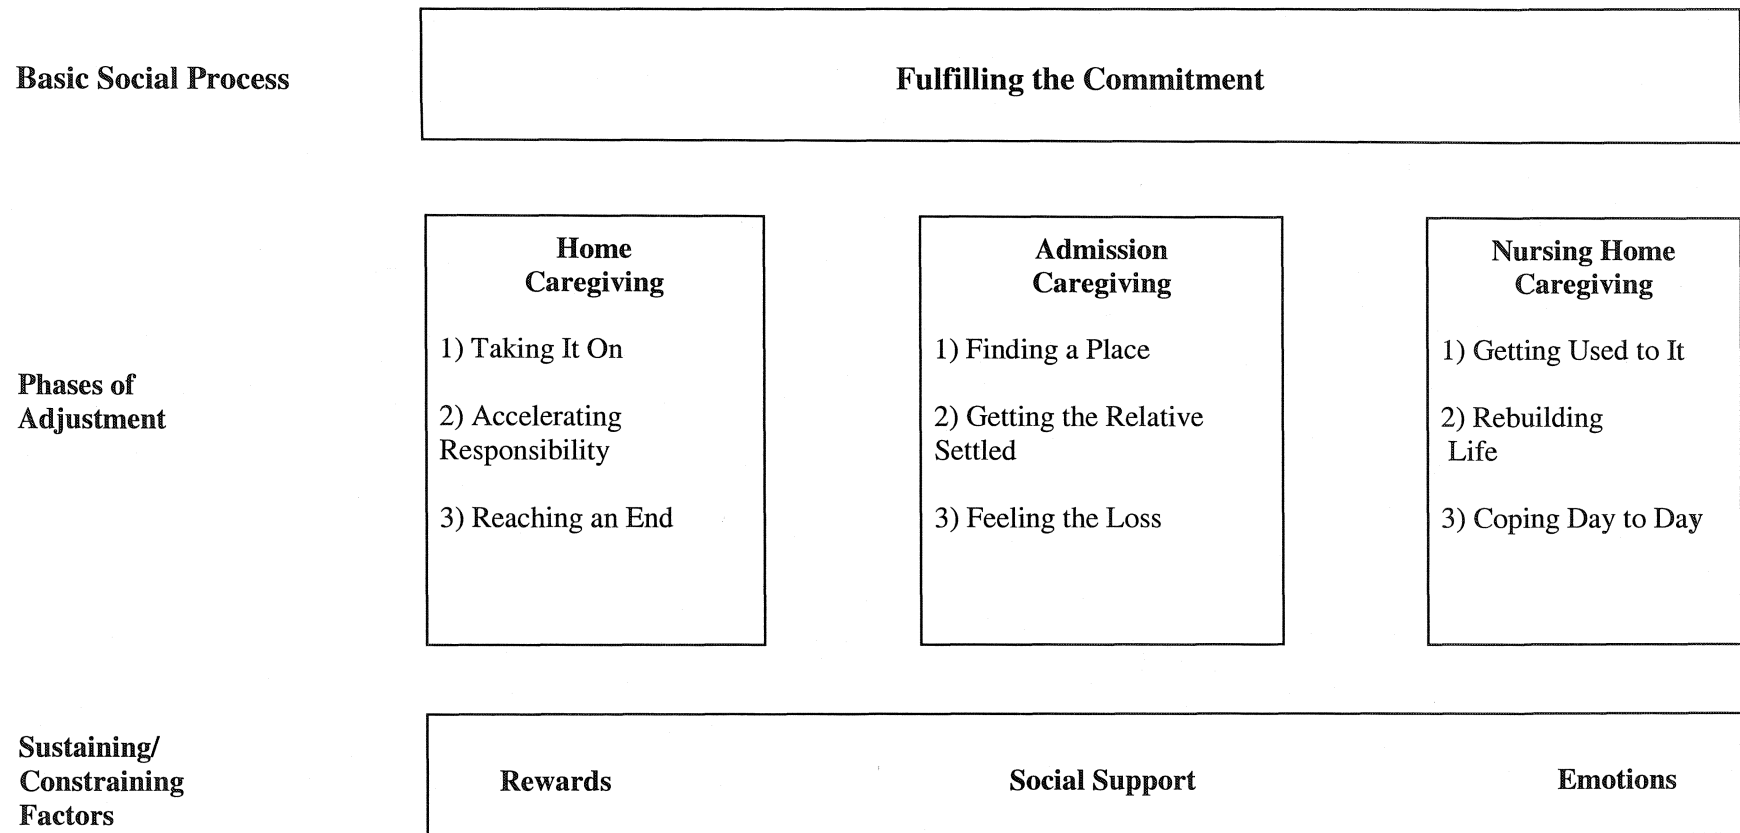 Basic Social Process
Fulfilling the Commitment
Phases of
Adjustment
Home
Caregiving
1) Taking It On
2) Accelerating
Responsibility
3) Reaching an End
Admission
Caregiving
1) Finding a Place
2) Getting the Relative
Settled
3) Feeling the Loss
Nursing Home
Caregiving
1) Getting Used to It
2) Rebuilding
Life
3) Coping Day to Day
Sustaining/
Constraining
Factors
Rewards
Social Support
Emotions